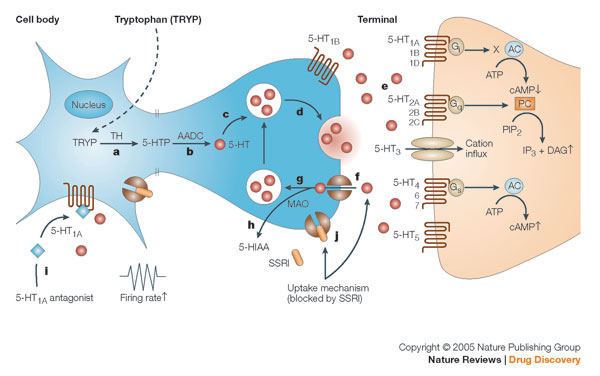 Cell body
Tryptophan (TRYP)
Terminal
5-HT1B
5-HT1A
1B
1D
Gi
X
AC
ATP
cAMP↓
Nucleus
c
d
e
5-HT2A
2B
2C
Gq
PC
PIP2
IP3 + DAG↑
TH
AADC
TRYP
5-HTP
5-HT
a
b
5-HT3
Cation
influx
g
f
MAO
5-HT4
6
7
Gs
AC
ATP
cAMP↑
h
j
5-HT1A
5-HIAA
5-HT5
SSRI
i
5-HT1A antagonist
Firing rate↑
Uptake mechanism
(blocked by SSRI)
Copyright © 2005 Nature Publishing Group
Nature Reviews | Drug Discovery